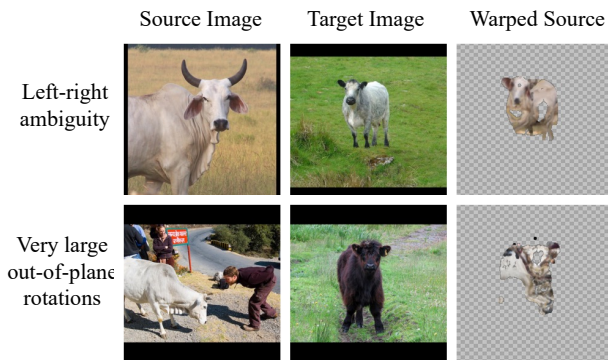 Source Image
Target Image
Warped Source
Left-right
ambiguity
Very large
out-of-plane
rotations